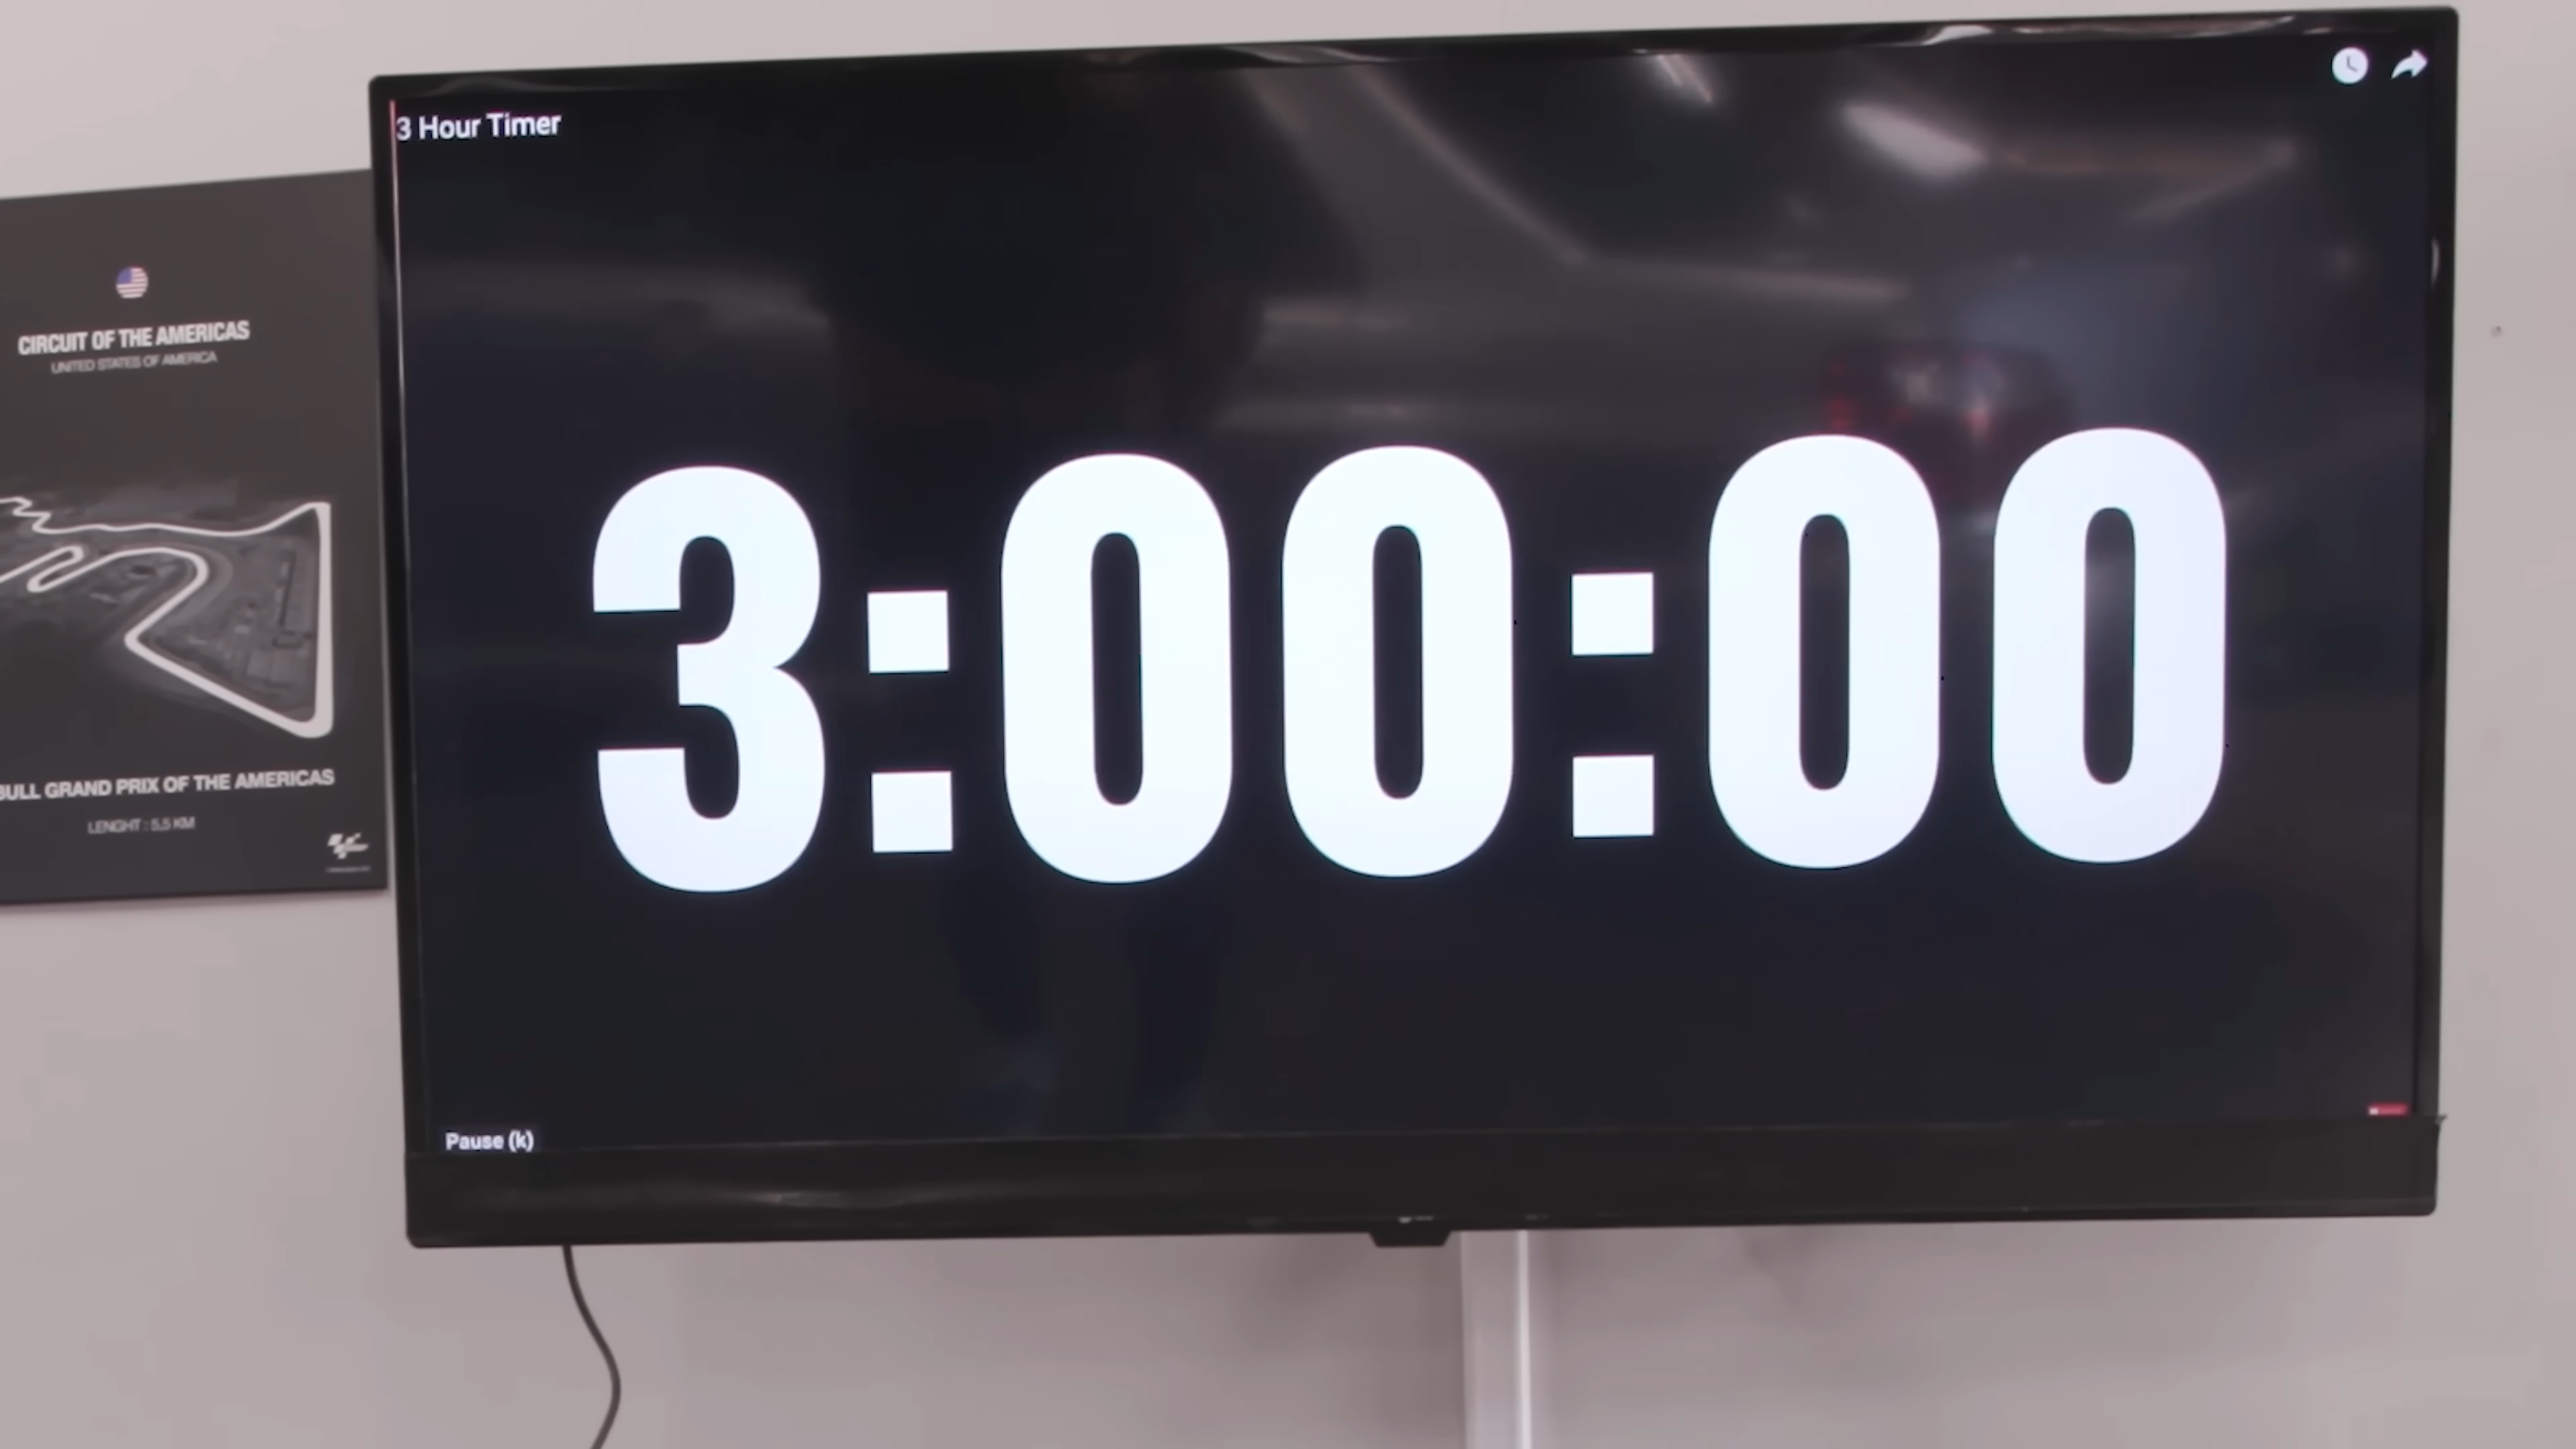 3 Hour Timer
CIRCUIT OF THE AMERICAS
UNITED STATES OF AMERICA
3:00:00
BULL GRAND PRIX OF THE AMERICAS
LENGHT : 5,5 KM
Pause (k)